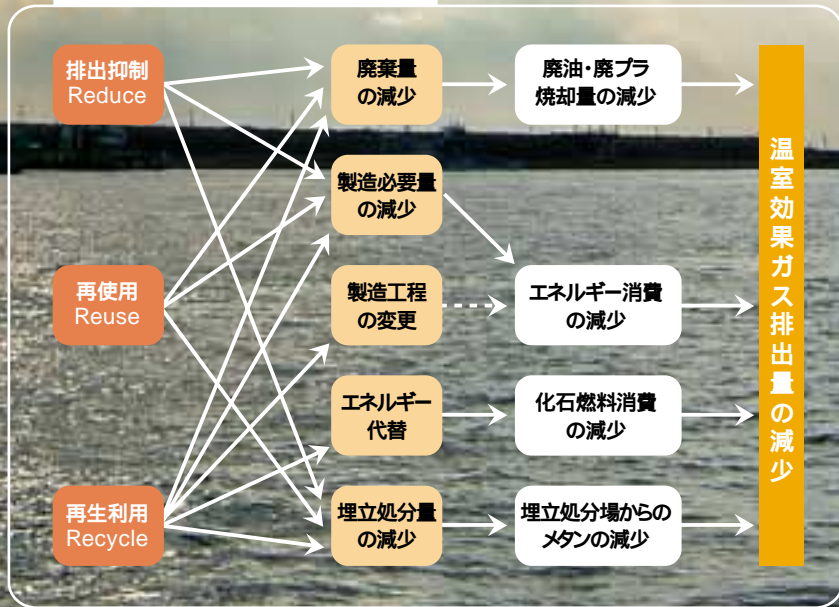 排出抑制
Reduce
再使用
Reuse
再生利用
Recycle
廃棄量
の減少
製造必要量
の減少
製造工程
の変更
エネルギー
代替
埋立処分量
の減少
廃油・廃プラ
焼却量の減少
エネルギー消費
の減少
化石燃料消費
の減少
埋立処分場からの
メタンの減少
温室効果ガス排出量の減少